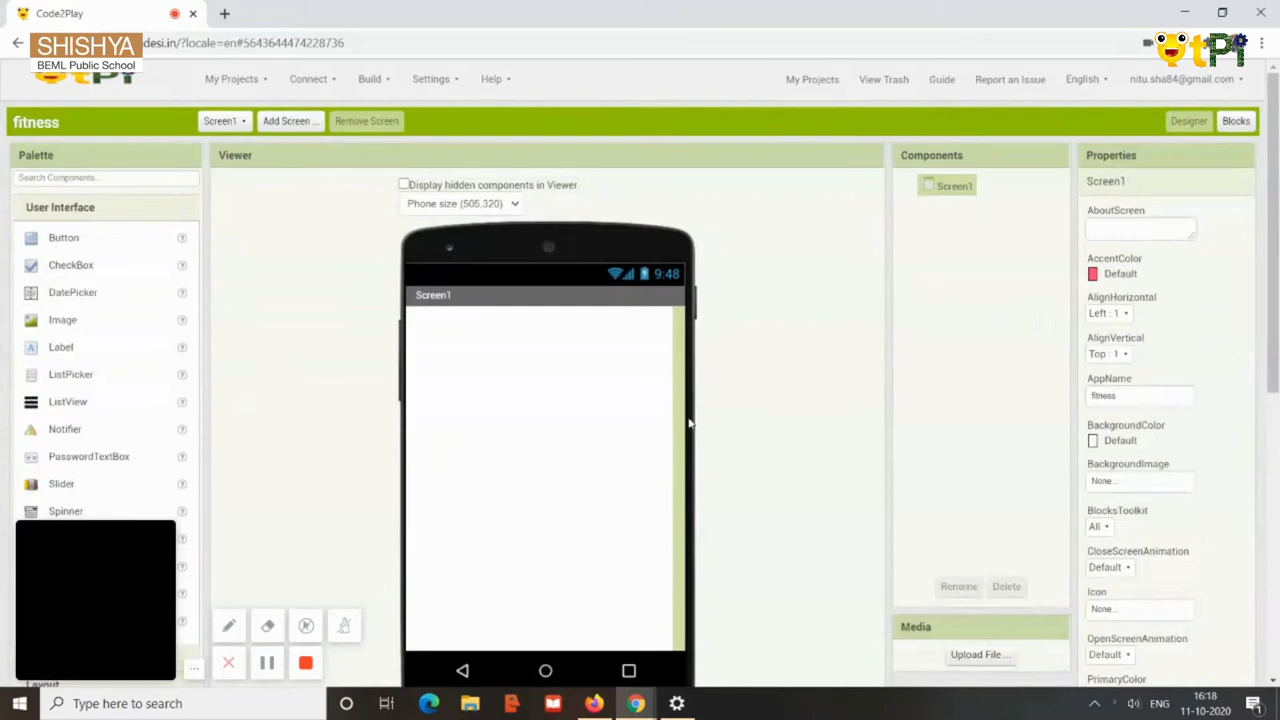 Code2Play
SHISHYA
BEML Public School
desi.in/?locale=en#5643644474228736
QtPi
My Projects
Connect
Build
Settings
Help
My Projects
View Trash
Guide
Report an Issue
English
nitu.sha84@gmail.com
fitness
Screen1
Add Screen ...
Remove Screen
Designer
Blocks
Palette
Search Components...
User Interface
Button
CheckBox
DatePicker
Image
Label
ListPicker
ListView
Notifier
PasswordTextBox
Slider
Spinner
Viewer
Display hidden components in Viewer
Phone size (505,320)
9:48
Screen1
Components
Screen1
Rename
Delete
Media
Upload File ...
Properties
Screen1
AboutScreen
AccentColor
Default
AlignHorizontal
Left : 1
AlignVertical
Top : 1
AppName
fitness
BackgroundColor
Default
BackgroundImage
None...
BlocksToolkit
All
CloseScreenAnimation
Default
Icon
None...
OpenScreenAnimation
Default
PrimaryColor
Type here to search
ENG
16:18
11-10-2020